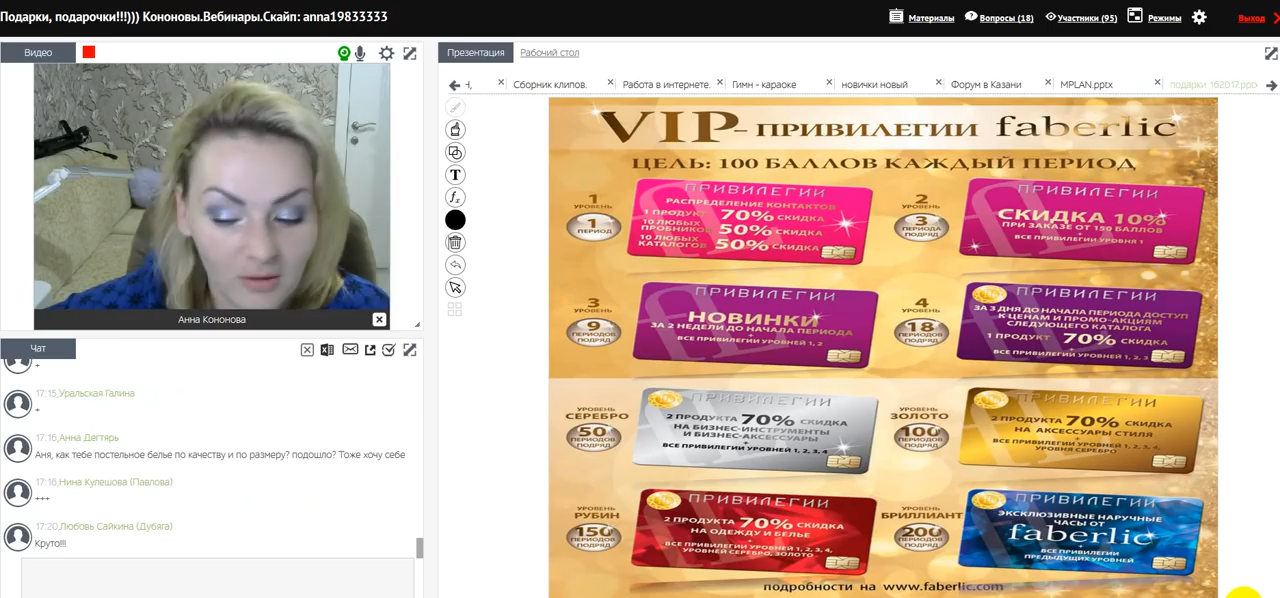 Подарки, подарочки!!!))) Кононовы.Вебинары.Скайп: anna19833333
Материалы
Вопросы (18)
Участники (95)
Режимы
Выход
Видео
Анна Кононова
Чат
+
17:15, Уральская Галина
+
17:16, Анна Дегтярь
Аня, как тебе постельное белье по качеству и по размеру? подошло? Тоже хочу себе
17:16, Нина Кулешова (Павлова)
+++
17:20, Любовь Сайкина (Дубяга)
Круто!!!
Презентация
Рабочий стол
Сборник клипов.
Работа в интернете.
Гимн - караоке
новички новый
Форум в Казани
MPLAN.pptx
подарки 162017.pptx
VIP- ПРИВИЛЕГИИ faberlic
ЦЕЛЬ: 100 БАЛЛОВ КАЖДЫЙ ПЕРИОД
1
УРОВЕНЬ
1
ПЕРИОД
ПРИВИЛЕГИИ
РАСПРЕДЕЛЕНИЕ КОНТАКТОВ
1 ПРОДУКТ 70% СКИДКА
10 ЛЮБЫХ ПРОБНИКОВ 50% СКИДКА
10 ЛЮБЫХ КАТАЛОГОВ 50% СКИДКА
2
УРОВЕНЬ
3
ПЕРИОДА
ПОДРЯД
ПРИВИЛЕГИИ
СКИДКА 10%
ПРИ ЗАКАЗЕ ОТ 150 БАЛЛОВ
+
ВСЕ ПРИВИЛЕГИИ УРОВНЯ 1
3
УРОВЕНЬ
9
ПЕРИОДОВ
ПОДРЯД
ПРИВИЛЕГИИ
НОВИНКИ
ЗА 2 НЕДЕЛИ ДО НАЧАЛА ПЕРИОДА
+
ВСЕ ПРИВИЛЕГИИ УРОВНЕЙ 1, 2
4
УРОВЕНЬ
18
ПЕРИОДОВ
ПОДРЯД
ПРИВИЛЕГИИ
ЗА 3 ДНЯ ДО НАЧАЛА ПЕРИОДА ДОСТУП
К ЦЕНАМ И ПРОМО-АКЦИЯМ
СЛЕДУЮЩЕГО КАТАЛОГА
1 ПРОДУКТ 70% СКИДКА
+
ВСЕ ПРИВИЛЕГИИ УРОВНЕЙ 1, 2, 3
УРОВЕНЬ
СЕРЕБРО
50
ПЕРИОДОВ
ПОДРЯД
ПРИВИЛЕГИИ
2 ПРОДУКТА 70% СКИДКА
НА БИЗНЕС-ИНСТРУМЕНТЫ
И БИЗНЕС-АКСЕССУАРЫ
+
ВСЕ ПРИВИЛЕГИИ УРОВНЕЙ 1, 2, 3, 4
УРОВЕНЬ
ЗОЛОТО
100
ПЕРИОДОВ
ПОДРЯД
ПРИВИЛЕГИИ
2 ПРОДУКТА 70% СКИДКА
НА АКСЕССУАРЫ СТИЛЯ
+
ВСЕ ПРИВИЛЕГИИ УРОВНЕЙ 1, 2, 3, 4,
УРОВНЯ СЕРЕБРО
УРОВЕНЬ
РУБИН
150
ПЕРИОДОВ
ПОДРЯД
ПРИВИЛЕГИИ
2 ПРОДУКТА 70% СКИДКА
НА ОДЕЖДУ И БЕЛЬЕ
+
ВСЕ ПРИВИЛЕГИИ УРОВНЕЙ 1, 2, 3, 4,
УРОВНЕЙ СЕРЕБРО, ЗОЛОТО
УРОВЕНЬ
БРИЛЛИАНТ
200
ПЕРИОДОВ
ПОДРЯД
ПРИВИЛЕГИИ
ЭКСКЛЮЗИВНЫЕ НАРУЧНЫЕ
ЧАСЫ ОТ
faberlic
+
ВСЕ ПРИВИЛЕГИИ
ПРЕДЫДУЩИХ УРОВНЕЙ
подробности на www.faberlic.com